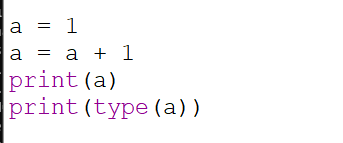 a = 1
a = a + 1
print(a)
print(type(a))